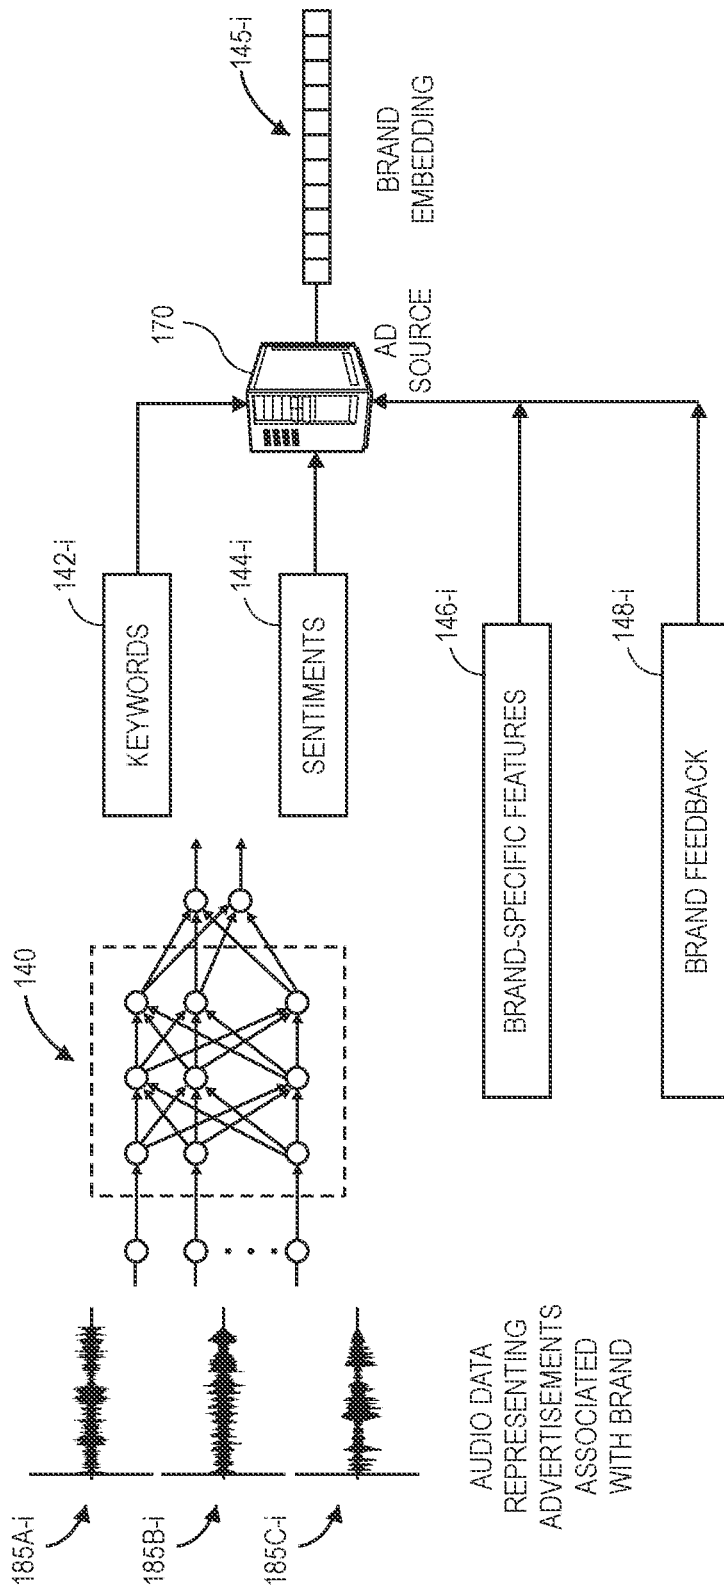 185A-i
185B-i
185C-i
AUDIO DATA
REPRESENTING
ADVERTISEMENTS
ASSOCIATED
WITH BRAND
140
KEYWORDS
142-i
SENTIMENTS
144-i
BRAND-SPECIFIC FEATURES
146-i
BRAND FEEDBACK
148-i
170
AD
SOURCE
145-i
BRAND
EMBEDDING